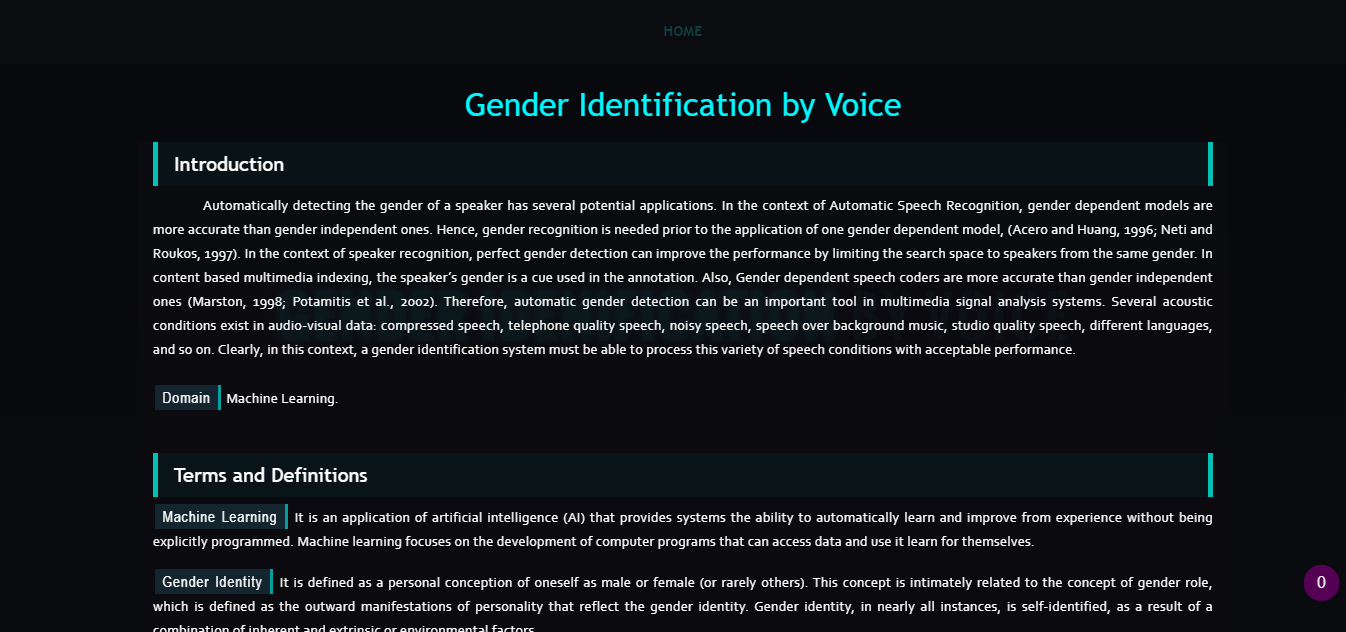 HOME
Gender Identification by Voice
Introduction
Automatically detecting the gender of a speaker has several potential applications. In the context of Automatic Speech Recognition, gender dependent models are
more accurate than gender independent ones. Hence, gender recognition is needed prior to the application of one gender dependent model, (Acero and Huang, 1996; Neti and
Roukos, 1997). In the context of speaker recognition, perfect gender detection can improve the performance by limiting the search space to speakers from the same gender. In
content based multimedia indexing, the speaker's gender is a cue used in the annotation. Also, Gender dependent speech coders are more accurate than gender independent
ones (Marston, 1998; Potamitis et al., 2002). Therefore, automatic gender detection can be an important tool in multimedia signal analysis systems. Several acoustic
conditions exist in audio-visual data: compressed speech, telephone quality speech, noisy speech, speech over background music, studio quality speech, different languages,
and so on. Clearly, in this context, a gender identification system must be able to process this variety of speech conditions with acceptable performance.
GENDER IDENTIFICATION BY VOICE
Domain Machine Learning.
Terms and Definitions
Machine Learning It is an application of artificial intelligence (AI) that provides systems the ability to automatically learn and improve from experience without being
explicitly programmed. Machine learning focuses on the development of computer programs that can access data and use it learn for themselves.
Gender Identity It is defined as a personal conception of oneself as male or female (or rarely others). This concept is intimately related to the concept of gender role,
which is defined as the outward manifestations of personality that reflect the gender identity. Gender identity, in nearly all instances, is self-identified, as a result of a
combination of inherent and extrinsic or environmental factors.
0